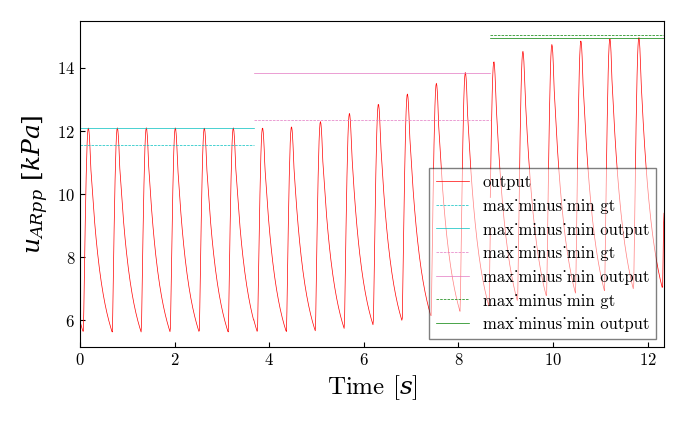 14
12
10
8
6
u_{ARpp} [kPa]
output
max˙minus˙min gt
max˙minus˙min output
max˙minus˙min gt
max˙minus˙min output
max˙minus˙min gt
max˙minus˙min output
0 2 4 6 8 10 12
Time [s]